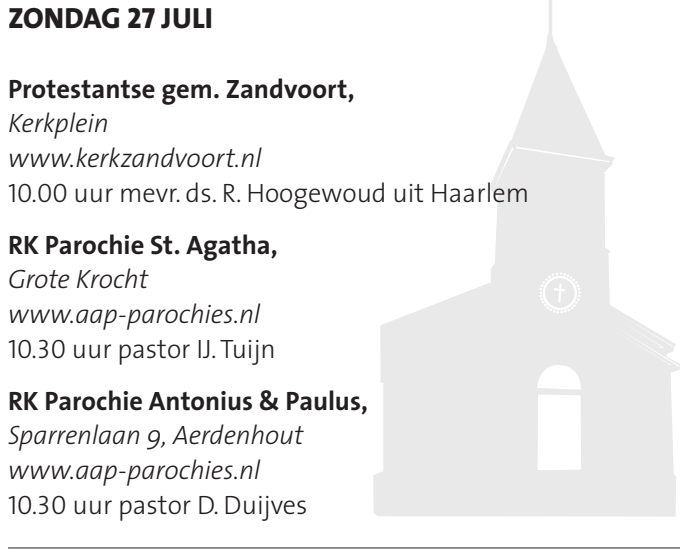 ZONDAG 27 JULI
Protestantse gem. Zandvoort,
Kerkplein
www.kerkzandvoort.nl
10.00 uur mevr. ds. R. Hoogewoud uit Haarlem
RK Parochie St. Agatha,
Grote Krocht
www.aap-parochies.nl
10.30 uur pastor IJ. Tuijn
RK Parochie Antonius & Paulus,
Sparrenlaan 9, Aerdenhout
www.aap-parochies.nl
10.30 uur pastor D. Duijves